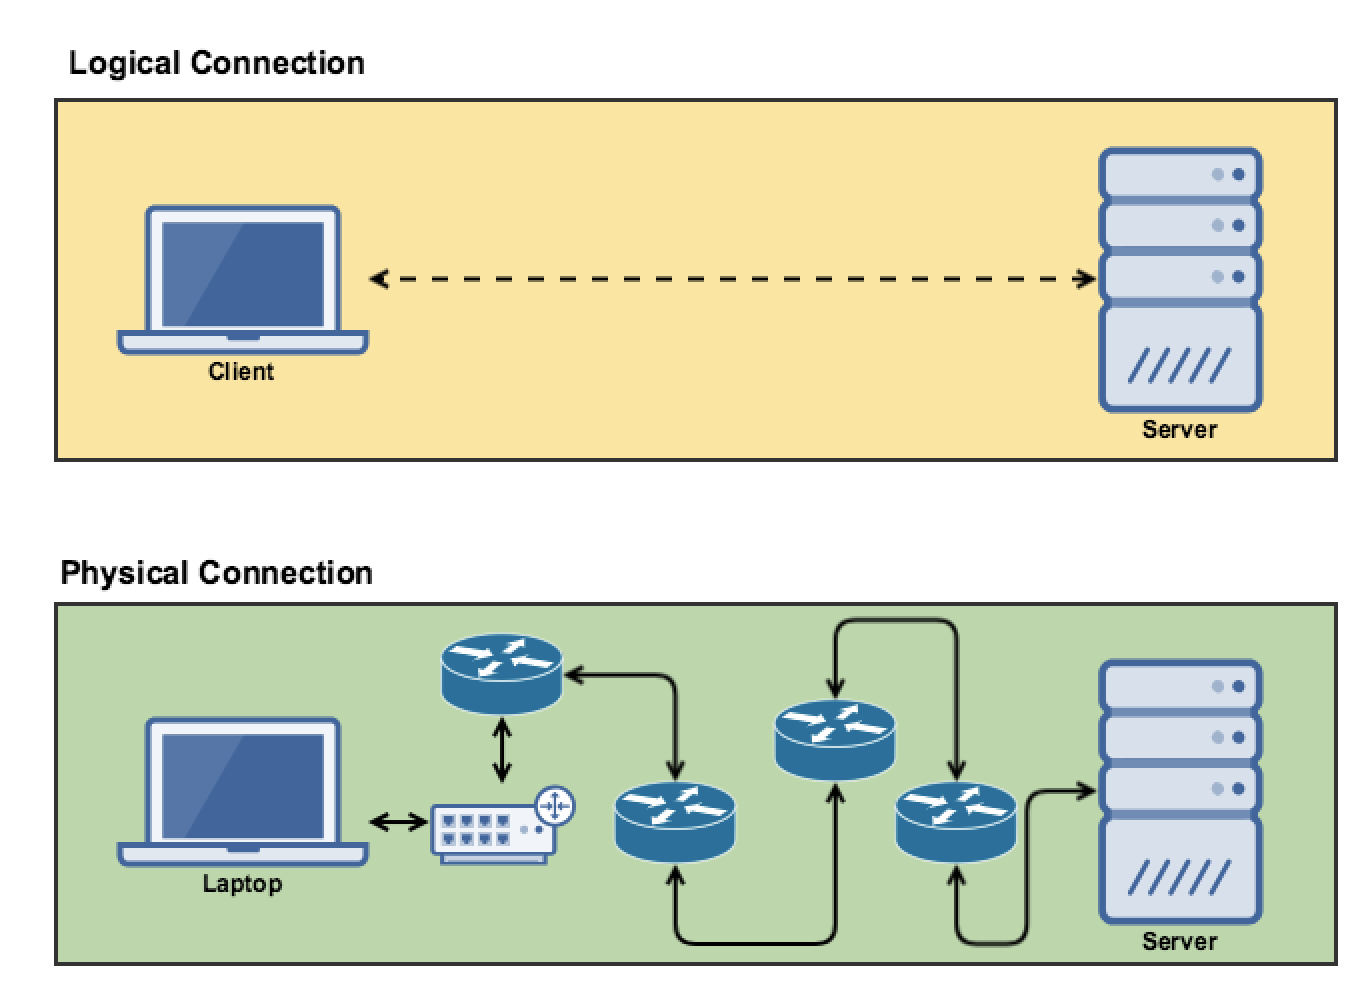 Logical Connection
Client
Server
Physical Connection
Laptop
Server